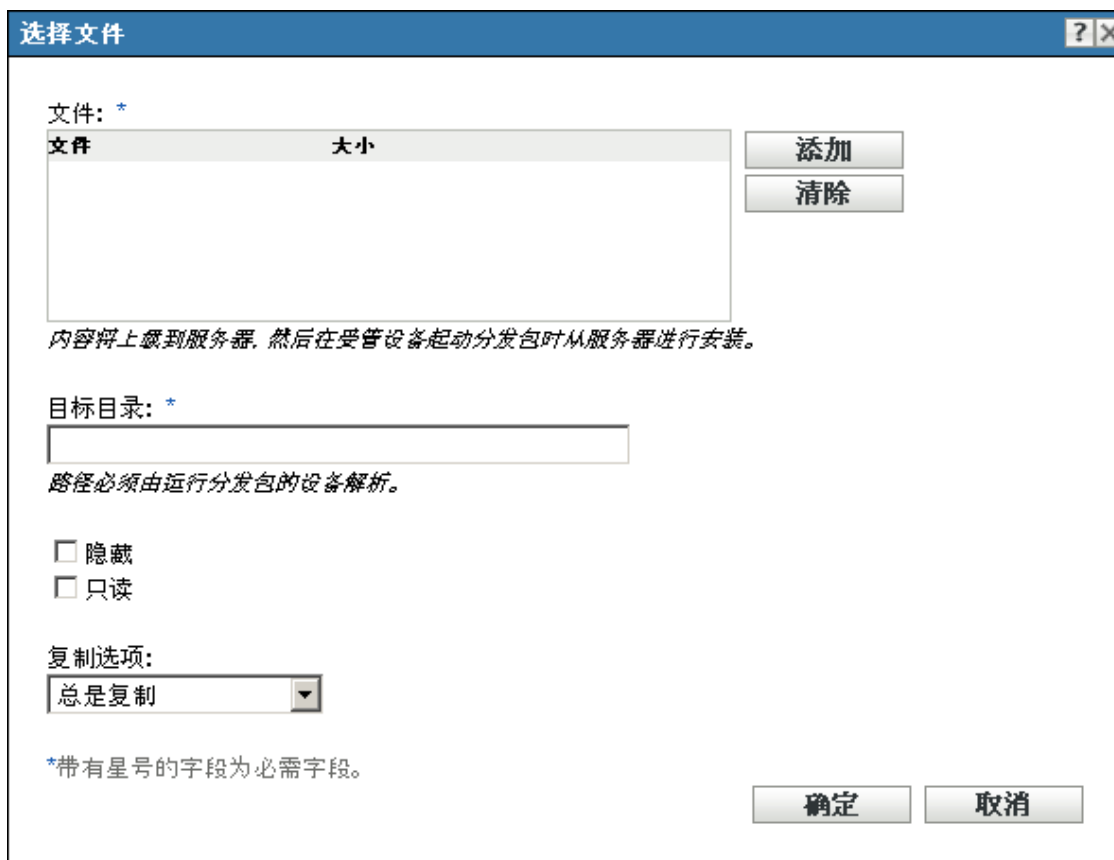 选择文件
文件: *
文件 大小
添加
清除
内容将上载到服务器, 然后在受管设备起动分发包时从服务器进行安装。
目标目录: *
路径必须由运行分发包的设备解析。
隐藏
只读
复制选项:
总是复制
*带有星号的字段为必需字段。
确定 取消